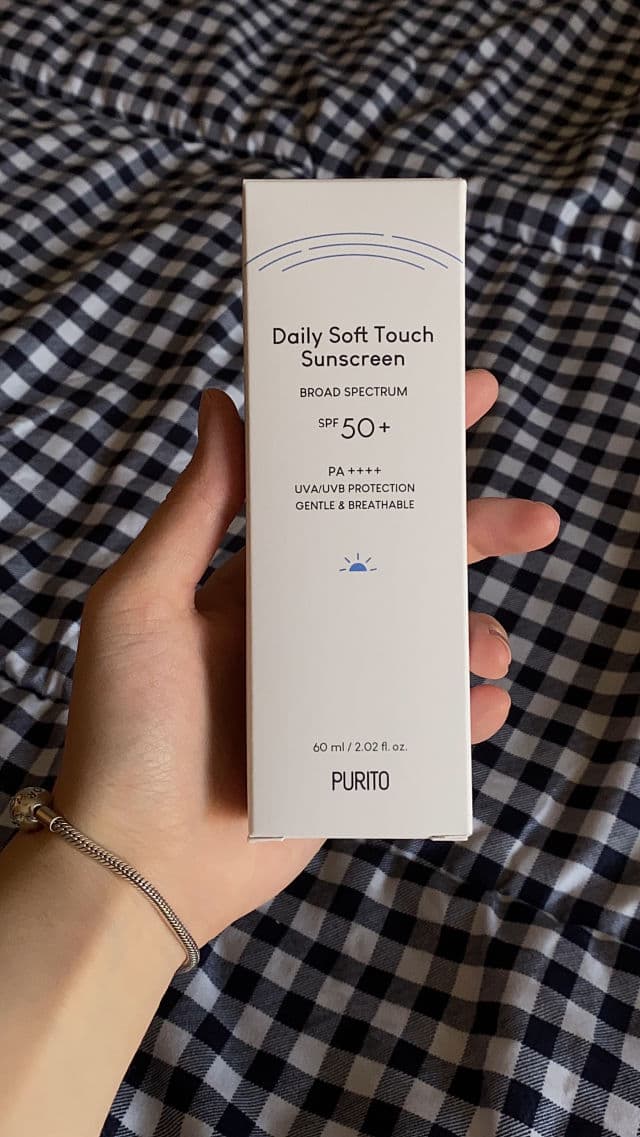 Daily Soft Touch
Sunscreen
BROAD SPECTRUM
SPF 50+
PA ++++
UVA/UVB PROTECTION
GENTLE & BREATHABLE
60 ml / 2.02 fl. oz.
PURITO